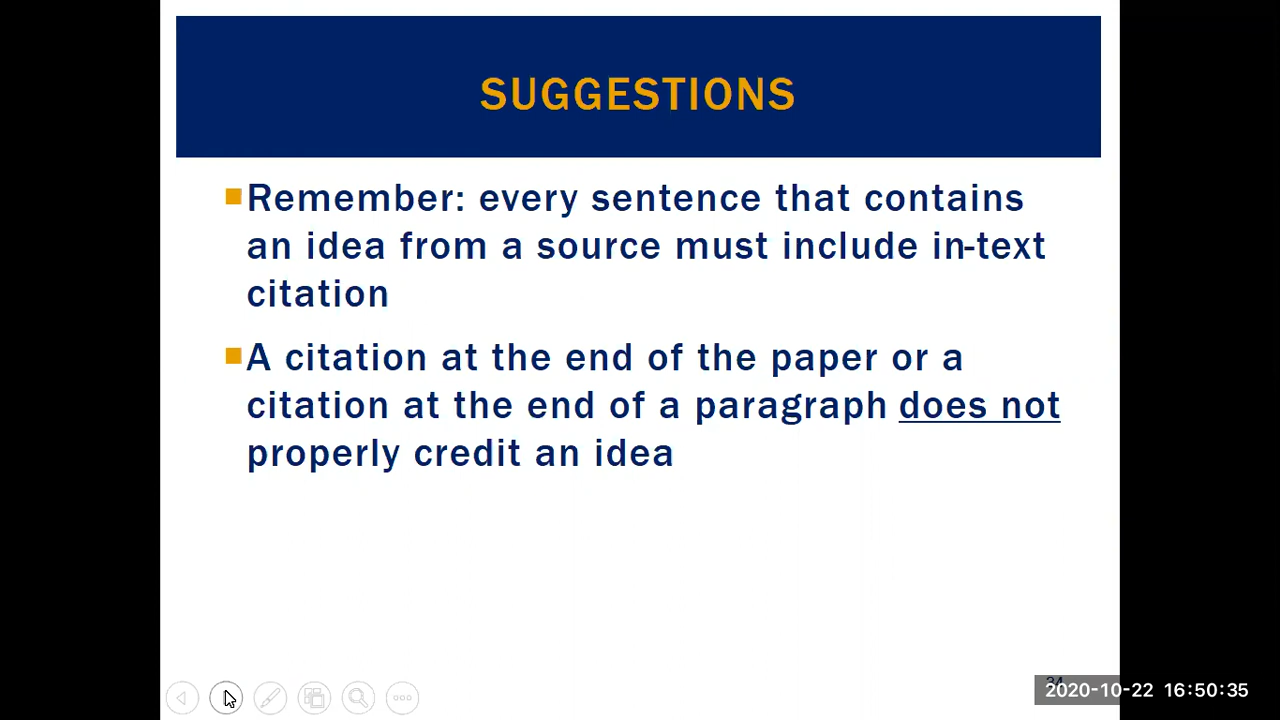 SUGGESTIONS
Remember: every sentence that contains
an idea from a source must include in-text
citation
A citation at the end of the paper or a
citation at the end of a paragraph does not
properly credit an idea
2020-10-22 16:50:35